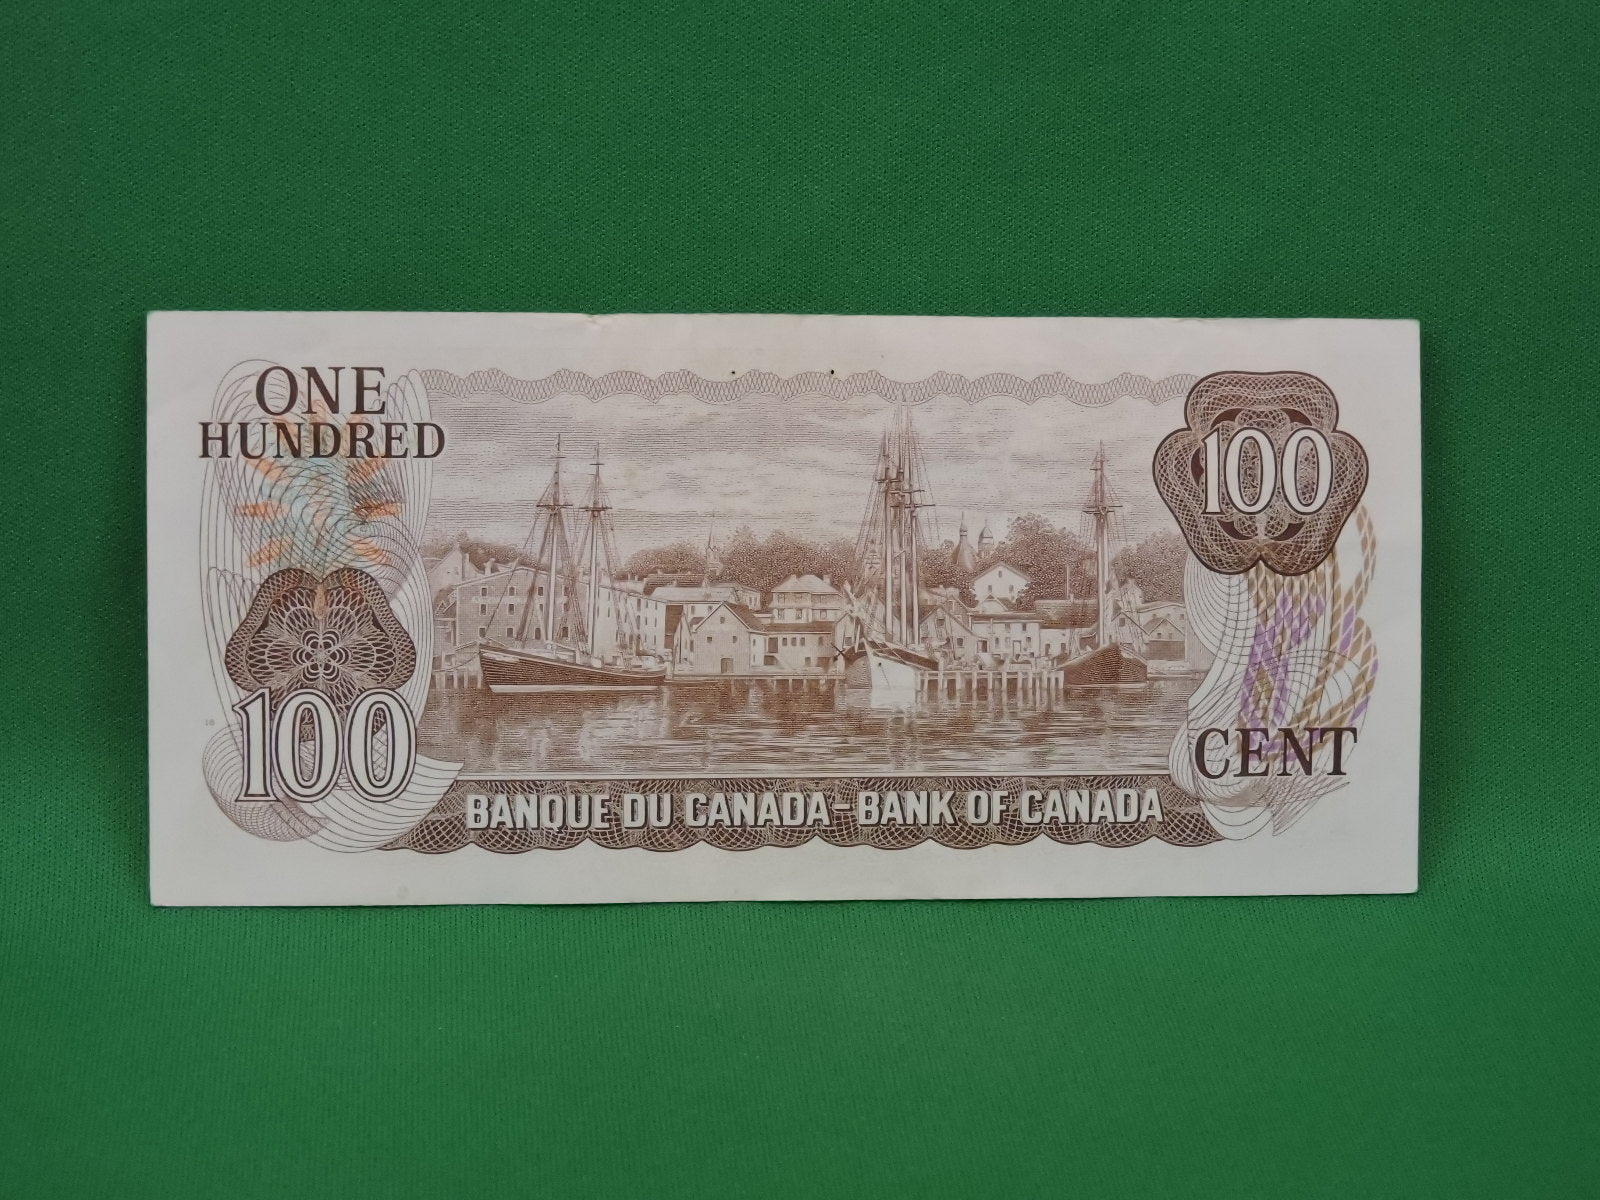 ONE
HUNDRED
100
100
CENT
BANQUE DU CANADA–BANK OF CANADA